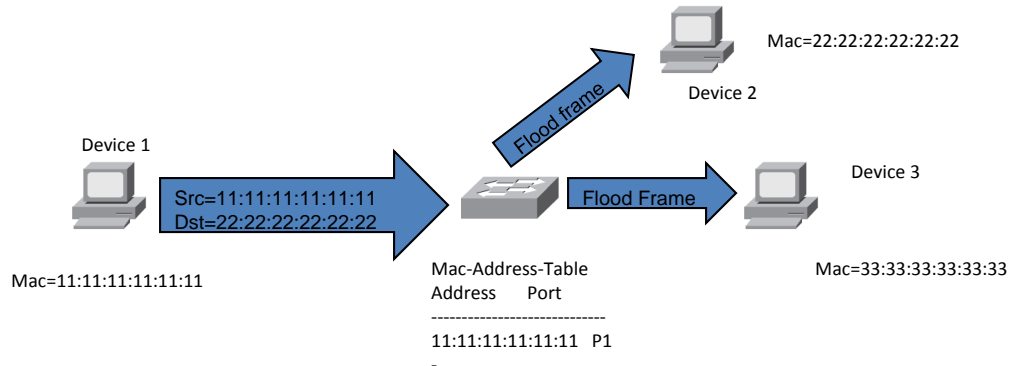 Mac=22:22:22:22:22:22
Device 2
Flood frame
Device 1
Device 3
Src=11:11:11:11:11:11
Dst=22:22:22:22:22:22
Flood Frame
Mac=11:11:11:11:11:11
Mac=33:33:33:33:33:33
Mac-Address-Table
Address Port
-----------------------------
11:11:11:11:11:11 P1
-